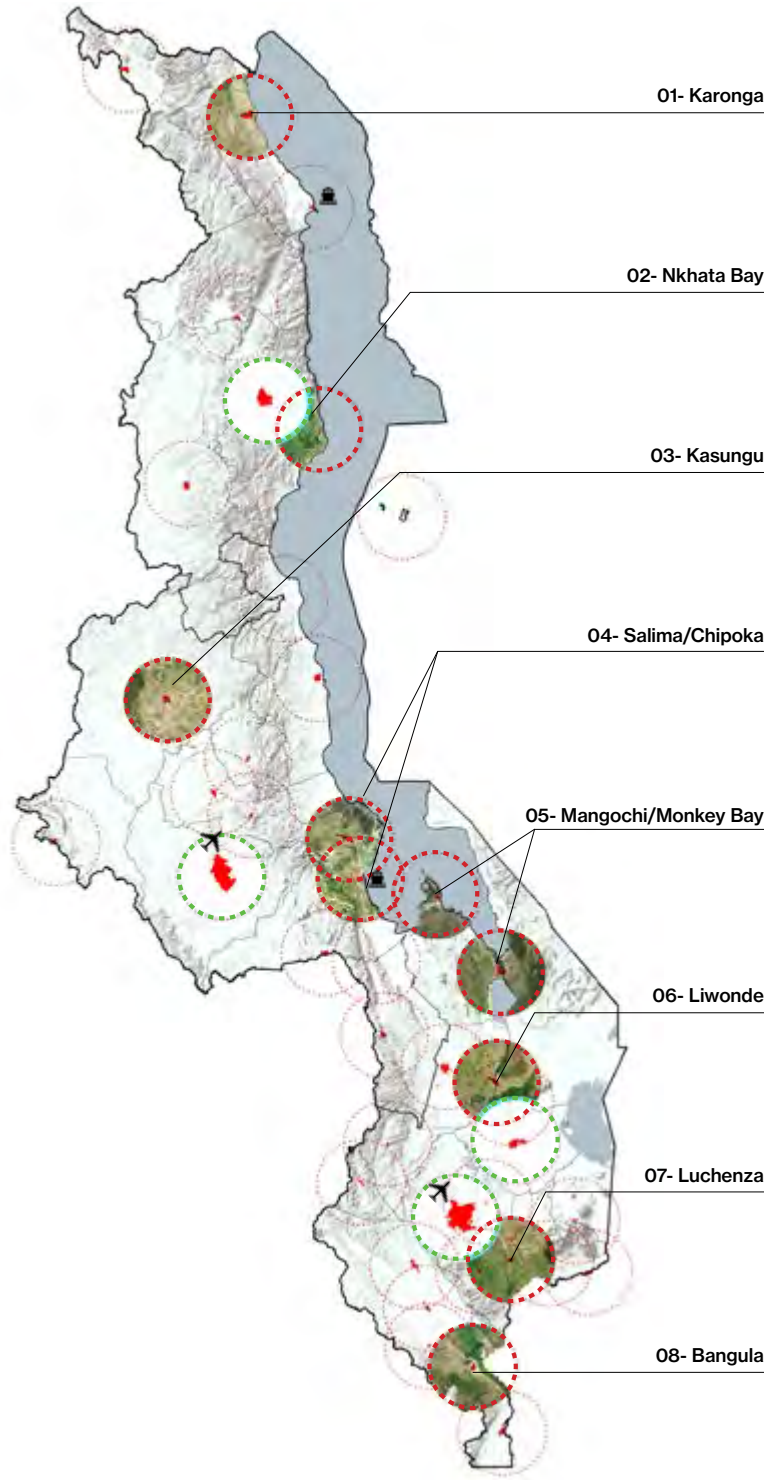 01- Karonga
02- Nkhata Bay
03- Kasungu
04- Salima/Chipoka
05- Mangochi/Monkey Bay
06- Liwonde
07- Luchenza
08- Bangula